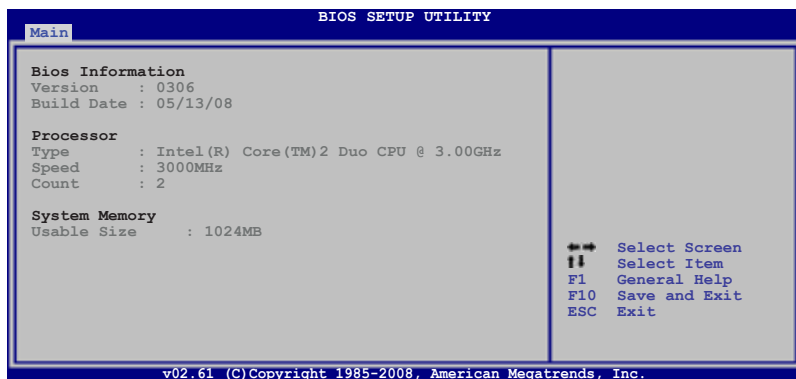 BIOS SETUP UTILITY
Main
Bios Information
Version : 0306
Build Date : 05/13/08
Processor
Type : Intel(R) Core(TM)2 Duo CPU @ 3.00GHz
Speed : 3000MHz
Count : 2
System Memory
Usable Size : 1024MB
←→ Select Screen
↑↓ Select Item
F1 General Help
F10 Save and Exit
ESC Exit
v02.61 (C)Copyright 1985-2008, American Megatrends, Inc.